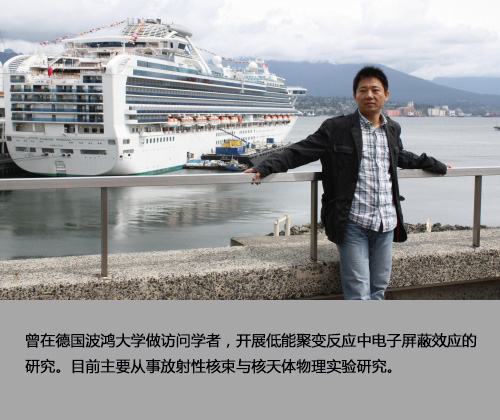 曾在德国波鸿大学做访问学者，开展低能聚变反应中电子屏蔽效应的
研究。目前主要从事放射性核束与核天体物理实验研究。